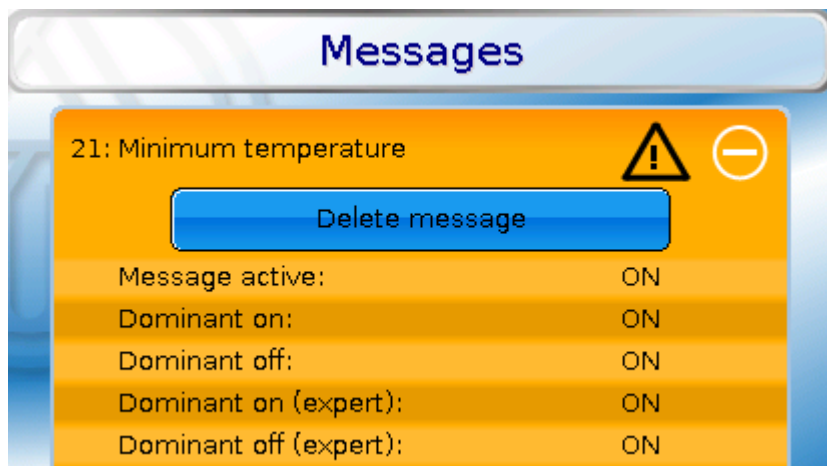 Messages
21: Minimum temperature
Delete message
Message active: ON
Dominant on: ON
Dominant off: ON
Dominant on (expert): ON
Dominant off (expert): ON